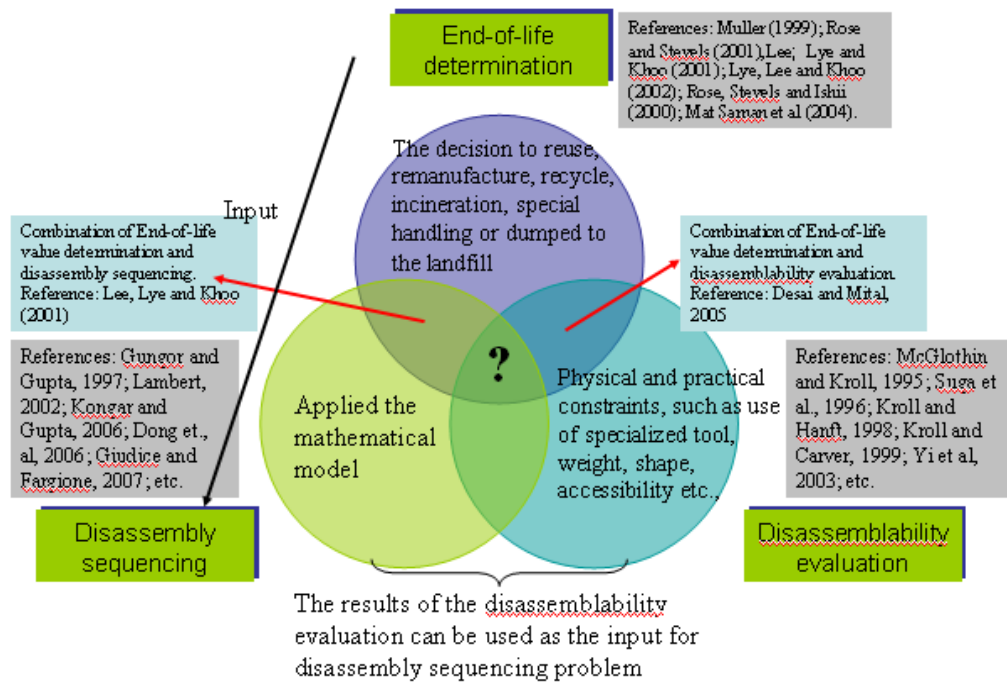 End-of-life
determination
References: Muller (1999); Rose
and Stevels (2001),Lee; Lye and
Khoo (2001); Lye, Lee and Khoo
(2002); Rose, Stevels and Ishii
(2000); Mat Saman et al (2004).
The decision to reuse,
remanufacture, recycle,
incineration, special
handling or dumped to
the landfill
Input
Combination of End-of-life
value determination and
disassembly sequencing.
Reference: Lee, Lye and Khoo
(2001)
Combination of End-of-life
value determination and
disassemblability evaluation.
Reference: Desai and Mital,
2005
References: Gungor and
Gupta, 1997; Lambert,
2002; Kongar and
Gupta, 2006; Dong et.,
al, 2006; Giudice and
Fargione, 2007; etc.
?
Applied the
mathematical
model
Physical and practical
constraints, such as use
of specialized tool,
weight, shape,
accessibility etc.,
References: McGlothin
and Kroll, 1995; Suga et
al., 1996; Kroll and
Hanft, 1998; Kroll and
Carver, 1999; Yi et al,
2003; etc.
Disassembly
sequencing
Disassemblability
evaluation
The results of the disassemblability
evaluation can be used as the input for
disassembly sequencing problem